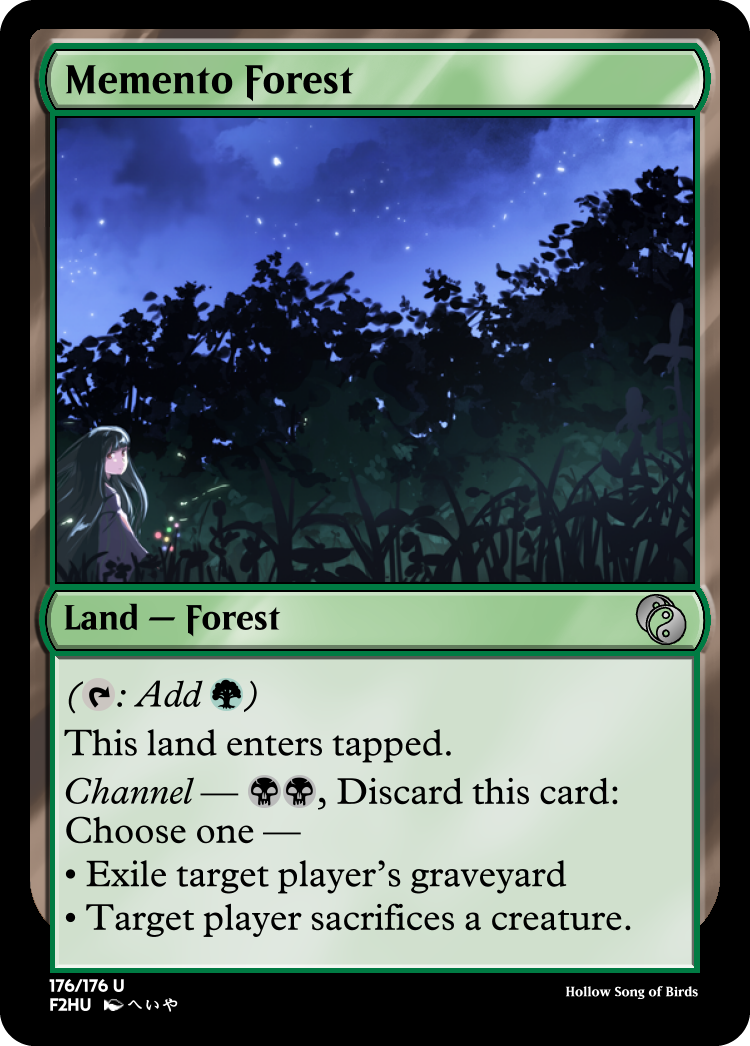 Memento Forest
Land — Forest
(: Add )
This land enters tapped.
Channel — , Discard this card:
Choose one —
• Exile target player's graveyard
• Target player sacrifices a creature.
176/176 U
F2HU へいや
Hollow Song of Birds